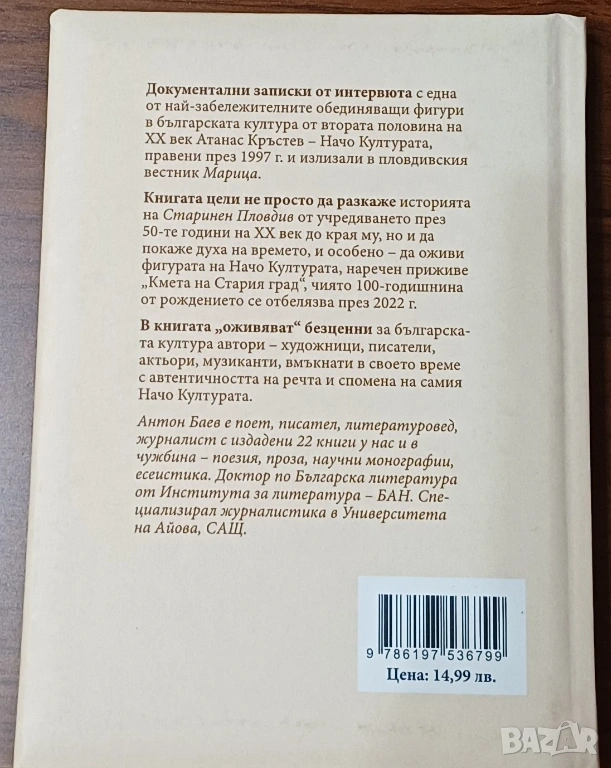 Документални записки от интервюта с една
от най-забележителните обединяващи фигури
в българската култура от втората половина на
XX век Атанас Кръстев – Начо Културата,
правени през 1997 г. и излизали в пловдивския
вестник Марица.
Книгата цели не просто да разкаже историята
на Старинен Пловдив от учредяването през
50-те години на XX век до края му, но и да
покаже духа на времето, и особено – да оживи
фигурата на Начо Културата, наречен приживе
„Кмета на Стария град“, чиято 100-годишнина
от рождението се отбелязва през 2022 г.
В книгата „оживяват“ безценни за българска-
та култура автори – художници, писатели,
актьори, музиканти, вмъкнати в своето време
с автентичността на речта и спомена на самия
Начо Културата.
Антон Баев е поет, писател, литературовед,
журналист с издадени 22 книги у нас и в
чужбина – поезия, проза, научни монографии,
есеистика. Доктор по Българска литература
от Института за литература – БАН. Спе-
циализирал журналистика в Университета
на Айова, САЩ.
9 786197 536799
Цена: 14,99 лв.
BAZAR